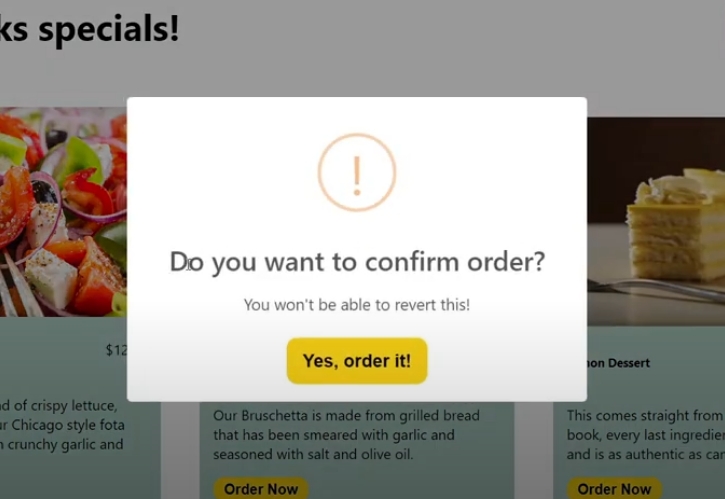 ks specials!
Do you want to confirm order?
You won't be able to revert this!
Yes, order it!
$12
d of crispy lettuce,
ur Chicago style fota
crunchy garlic and
Our Bruschetta is made from grilled bread
that has been smeared with garlic and
seasoned with salt and olive oil.
Order Now
on Dessert
This comes straight from
book, every last ingredie
and is as authentic as car
Order Now